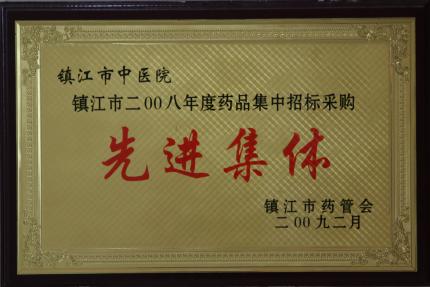 镇江市中医院
镇江市二00八年度药品集中招标采购
先进集体
镇江市药管会
二00九二月